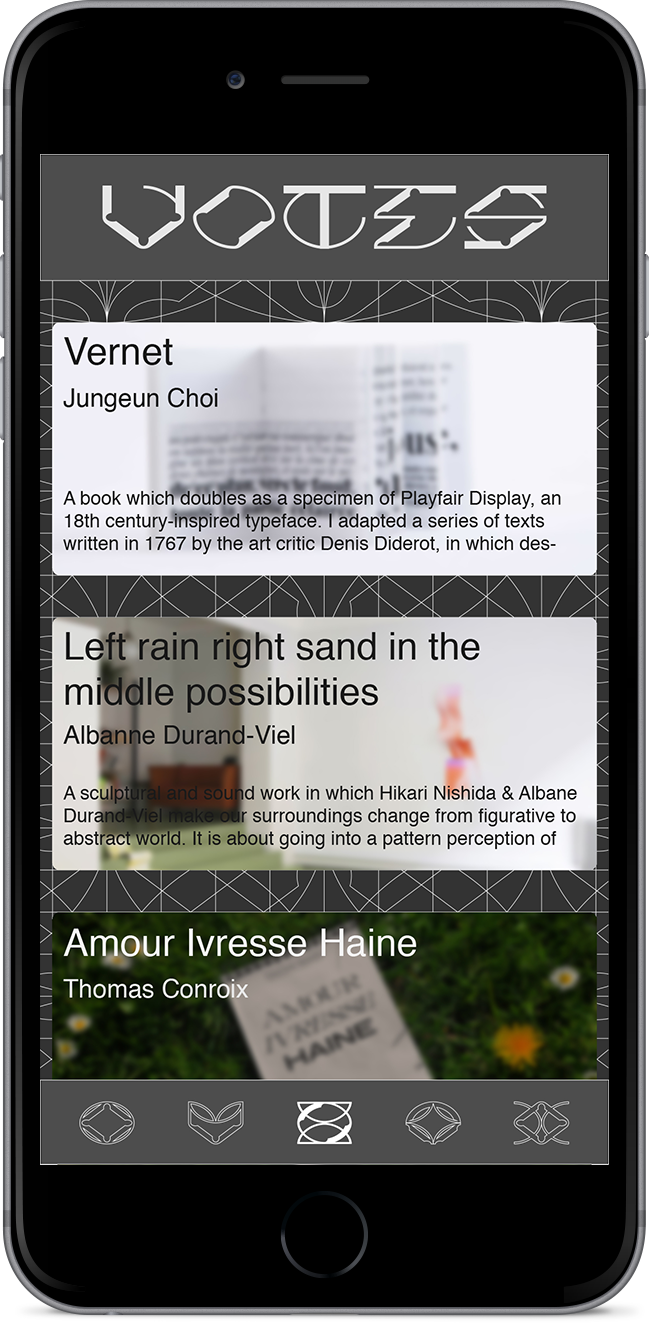 VOTES
Vernet
Jungeun Choi
A book which doubles as a specimen of Playfair Display, an
18th century-inspired typeface. I adapted a series of texts
written in 1767 by the art critic Denis Diderot, in which des-
Left rain right sand in the
middle possibilities
Albanne Durand-Viel
A sculptural and sound work in which Hikari Nishida & Albane
Durand-Viel make our surroundings change from figurative to
abstract world. It is about going into a pattern perception of
Amour Ivresse Haine
Thomas Conroix
AMOUR
IVRESSE
HAINE